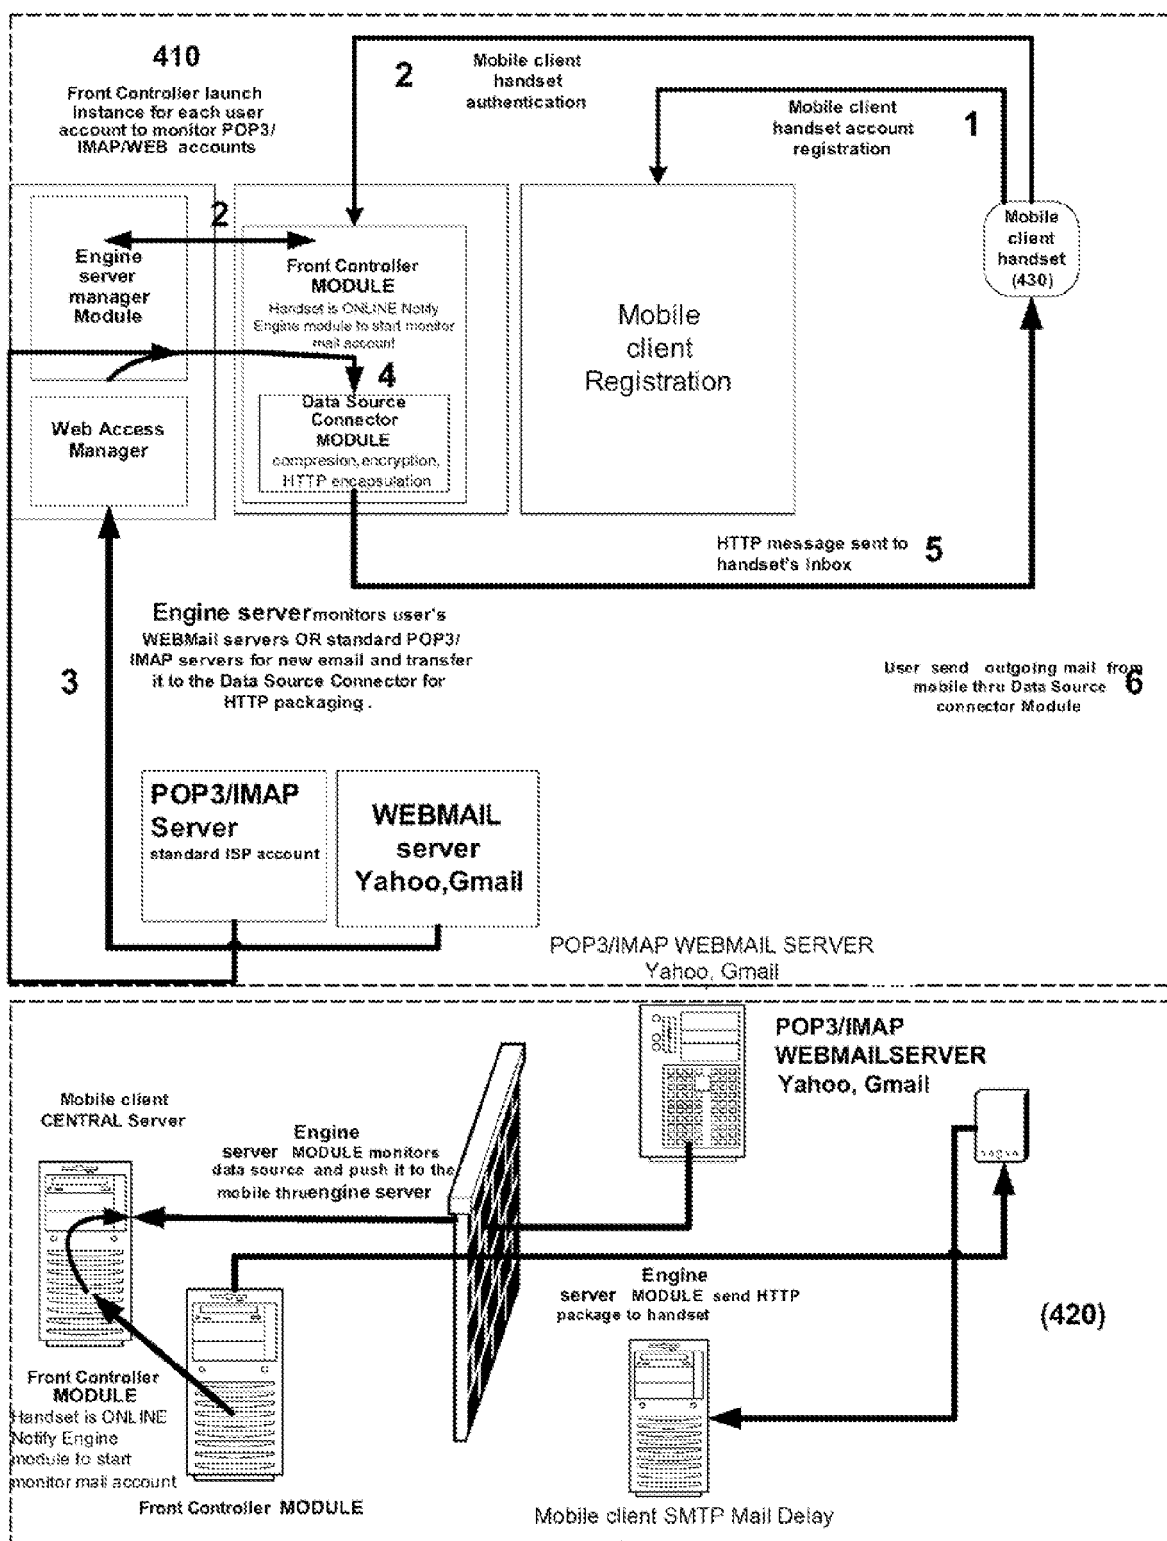 410
Front Controller launch
instance for each user
account to monitor POP3/
IMAP/WEB accounts
2
Mobile client
handset
authentication
Mobile client
handset account
registration
1
2
Engine
server
manager
Module
Front Controller
MODULE
Handset is ONLINE Notify
Engine module to start monitor
mail account
4
Mobile
client
Registration
Mobile
client
handset
(430)
Web Access
Manager
Data Source
Connector
MODULE
compresion,encryption,
HTTP encapsulation
HTTP message sent to
handset's Inbox
5
3
Engine server monitors user's
WEBMail servers OR standard POP3/
IMAP servers for new email and transfer
it to the Data Source Connector for
HTTP packaging .
User send outgoing mail from
mobile thru Data Source
connector Module
6
POP3/IMAP
Server
standard ISP account
WEBMAIL
server
Yahoo,Gmail
POP3/IMAP WEBMAIL SERVER
Yahoo, Gmail
POP3/IMAP
WEBMAILSERVER
Yahoo, Gmail
Mobile client
CENTRAL Server
Engine
server MODULE monitors
data source and push it to the
mobile thruengine server
Engine
server MODULE send HTTP
package to handset
(420)
Front Controller
MODULE
Handset is ONLINE
Notify Engine
module to start
monitor mail account
Front Controller MODULE
Mobile client SMTP Mail Delay